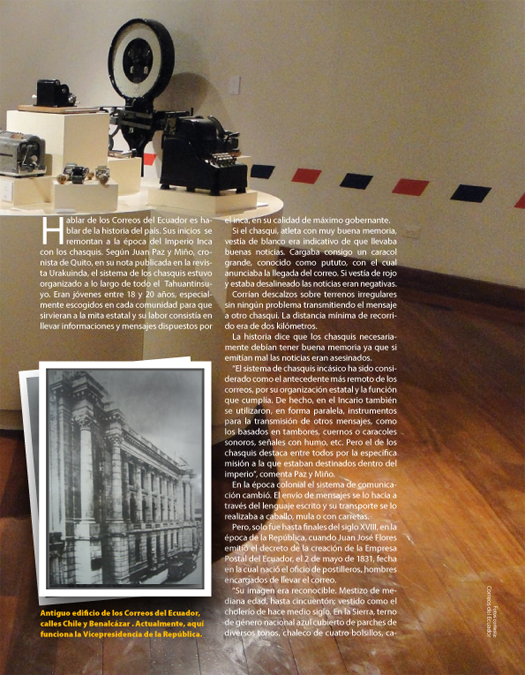 Hablar de los Correos del Ecuador es ha-
blar de la historia del país. Sus inicios se
remontan a la época del Imperio Inca
con los chasquis. Según Juan Paz y Miño, cro-
nista de Quito, en su nota publicada en la revis-
ta Urakuinda, el sistema de los chasquis estuvo
organizado a lo largo de todo el Tahuantinsu-
yo. Eran jóvenes entre 18 y 20 años, especial-
mente escogidos en cada comunidad para que
sirvieran a la mita estatal y su labor consistía en
llevar informaciones y mensajes dispuestos por
el inca, en su calidad de máximo gobernante.
Si el chasqui, atleta con muy buena memoria,
vestía de blanco era indicativo de que llevaba
buenas noticias. Cargaba consigo un caracol
grande, conocido como pututo, con el cual
anunciaba la llegada del correo. Si vestía de rojo
y estaba desalineado las noticias eran negativas.
Corrían descalzos sobre terrenos irregulares
sin ningún problema transmitiendo el mensaje
a otro chasqui. La distancia mínima de recorri-
do era de dos kilómetros.
La historia dice que los chasquis necesaria-
mente debían tener buena memoria ya que si
emitían mal las noticias eran asesinados.
"El sistema de chasquis incásico ha sido consi-
derado como el antecedente más remoto de los
correos, por su organización estatal y la función
que cumplía. De hecho, en el Incario también
se utilizaron, en forma paralela, instrumentos
para la transmisión de otros mensajes, como
los basados en tambores, cuernos o caracoles
sonoros, señales con humo, etc. Pero el de los
chasquis destaca entre todos por la específica
misión a la que estaban destinados dentro del
imperio", comenta Paz y Miño.
En la época colonial el sistema de comunica-
ción cambió. El envío de mensajes se lo hacía a
través del lenguaje escrito y su transporte se lo
realizaba a caballo, mula o con carretas.
Pero, solo fue hasta finales del siglo XVIII, en la
época de la República, cuando Juan José Flores
emitió el decreto de la creación de la Empresa
Postal del Ecuador, el 2 de mayo de 1831, fecha
en la cual nació el oficio de postilleros, hombres
encargados de llevar el correo.
"Su imagen era reconocible. Mestizo de me-
diana edad, hasta cincuentón; vestido como el
cholerío de hace medio siglo. En la Sierra, terno
de género nacional azul cubierto de parches de
diversos tonos, chaleco de cuatro bolsillos, ca-
Antiguo edificio de los Correos del Ecuador,
calles Chile y Benalcázar . Actualmente, aquí
funciona la Vicepresidencia de la República.
Correos del Ecuador